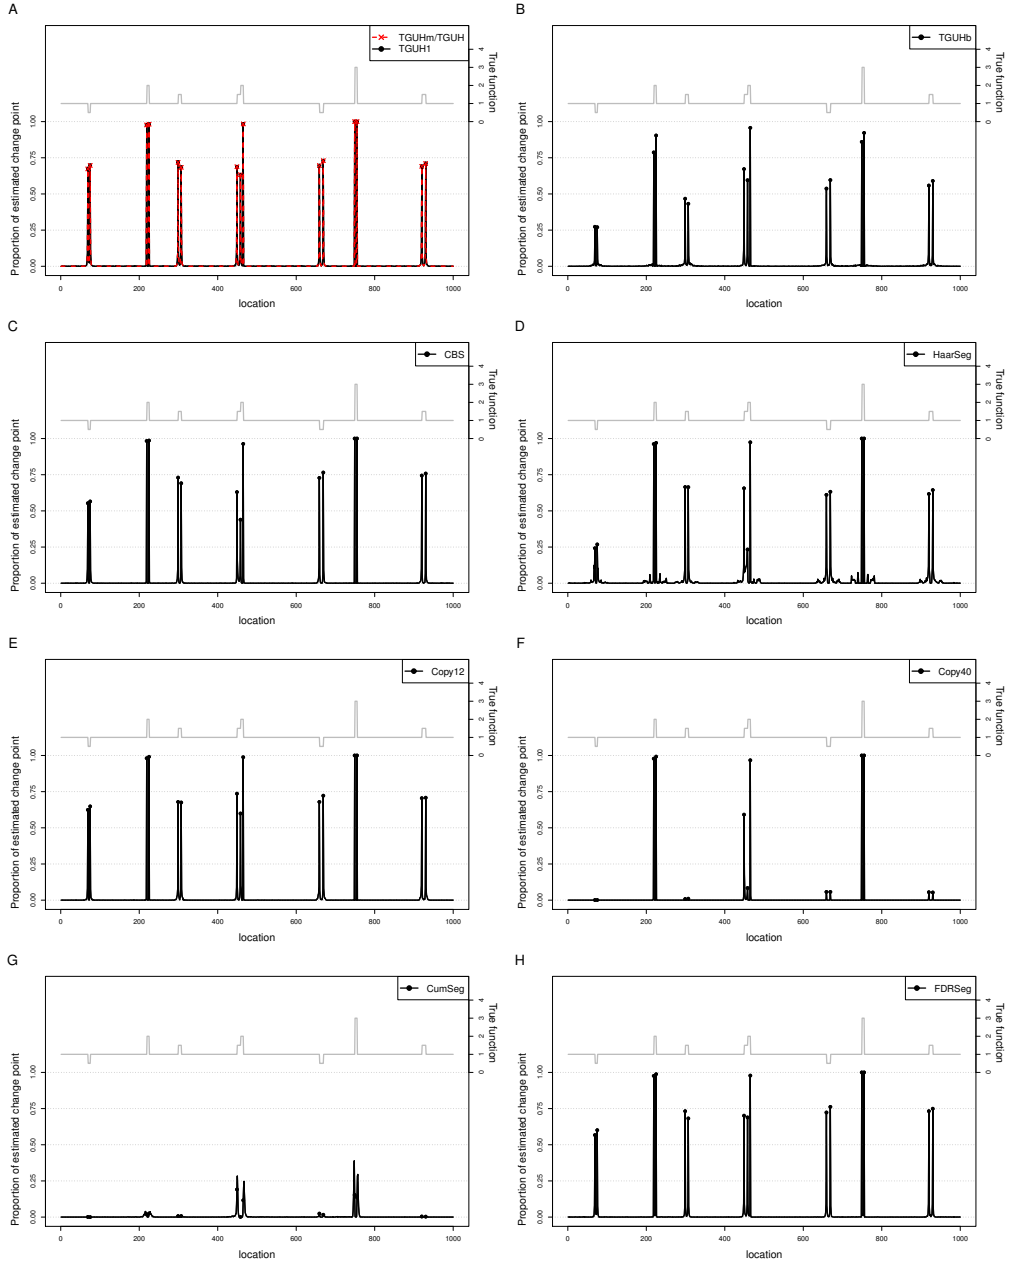 A
TGUHm/TGUH
TGUH1
Proportion of estimated change point
0.00 0.25 0.50 0.75 1.00
True function
0 1 2 3 4
0 200 400 600 800 1000
location
B
TGUHb
Proportion of estimated change point
0.00 0.25 0.50 0.75 1.00
True function
0 1 2 3 4
0 200 400 600 800 1000
location
C
CBS
Proportion of estimated change point
0.00 0.25 0.50 0.75 1.00
True function
0 1 2 3 4
0 200 400 600 800 1000
location
D
HaarSeg
Proportion of estimated change point
0.00 0.25 0.50 0.75 1.00
True function
0 1 2 3 4
0 200 400 600 800 1000
location
E
Copy12
Proportion of estimated change point
0.00 0.25 0.50 0.75 1.00
True function
0 1 2 3 4
0 200 400 600 800 1000
location
F
Copy40
Proportion of estimated change point
0.00 0.25 0.50 0.75 1.00
True function
0 1 2 3 4
0 200 400 600 800 1000
location
G
CumSeg
Proportion of estimated change point
0.00 0.25 0.50 0.75 1.00
True function
0 1 2 3 4
0 200 400 600 800 1000
location
H
FDRSeg
Proportion of estimated change point
0.00 0.25 0.50 0.75 1.00
True function
0 1 2 3 4
0 200 400 600 800 1000
location